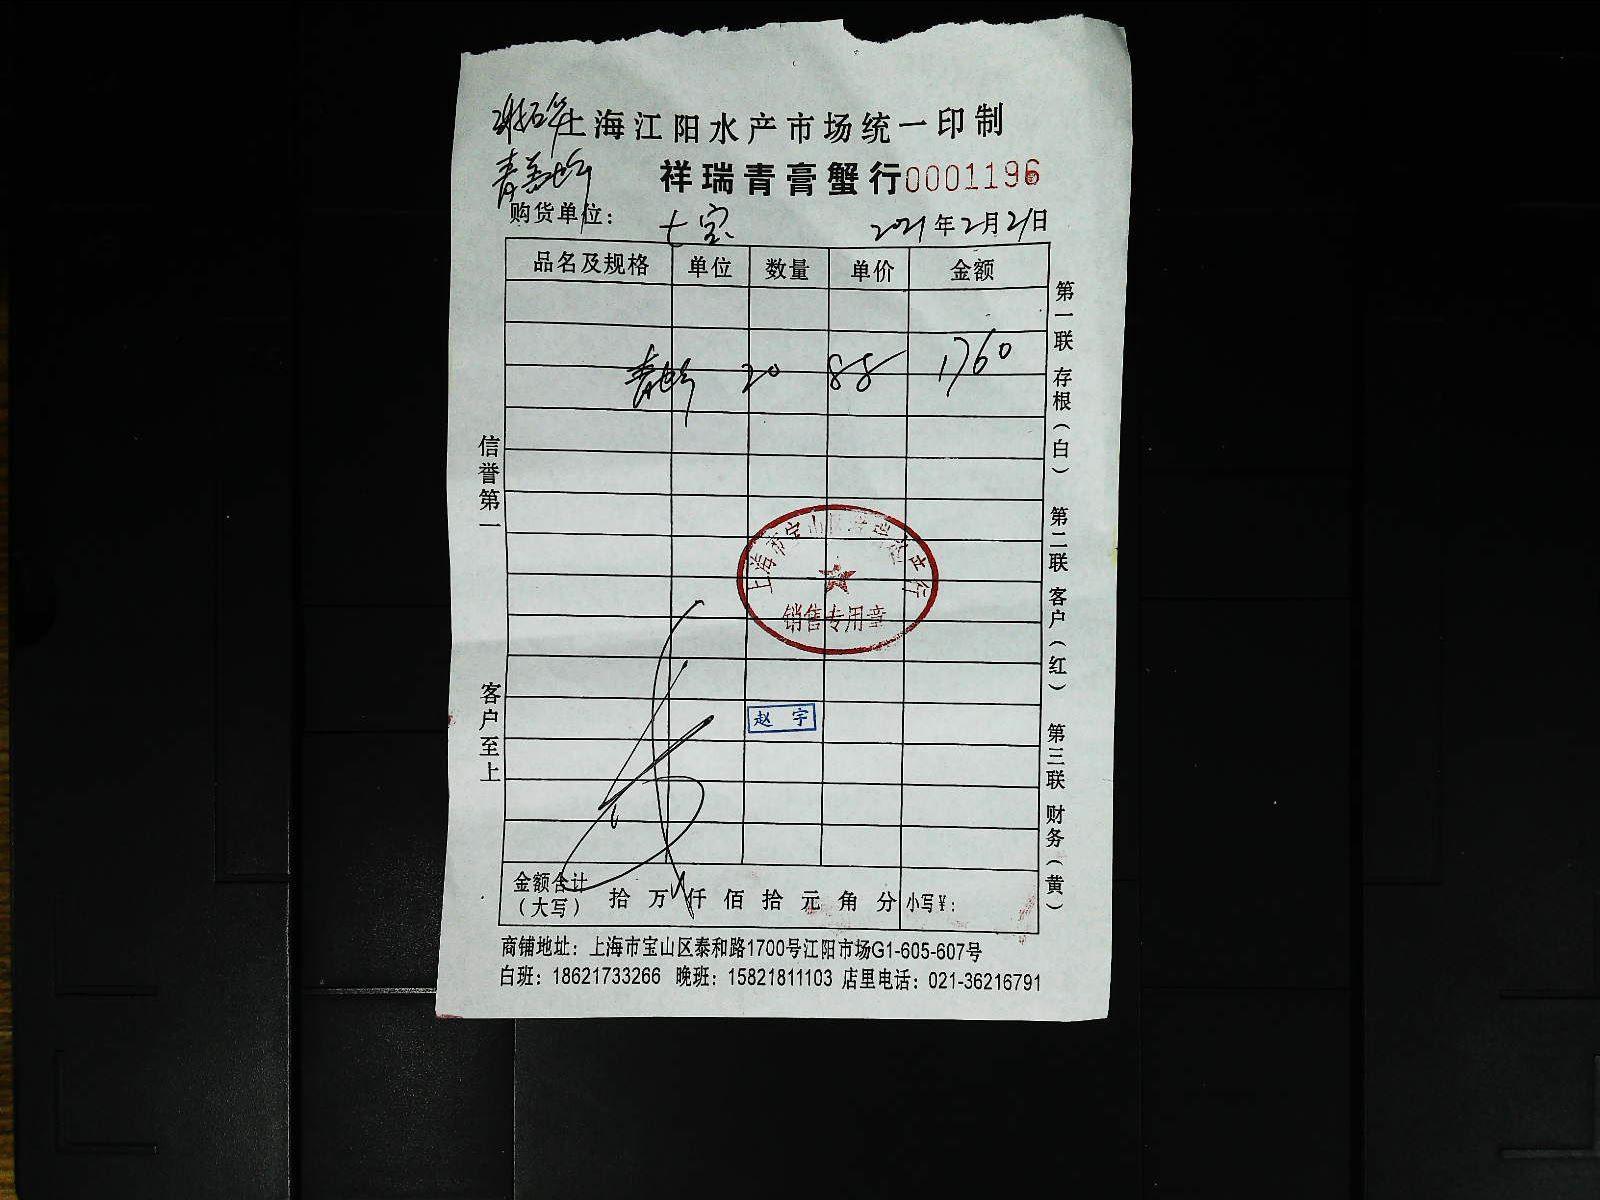 上海江阳水产市场统一印制
祥瑞青膏蟹行0001196
购货单位： 七宝 2021年2月21日
品名及规格 单位 数量 单价 金额
20 88 1760
信誉第一
客户至上
第一联 存根（白） 第二联 客户（红） 第三联 财务（黄）
上海市宝山
销售专用章
赵宇
金额合计
（大写） 拾 万 仟 佰 拾 元 角 分 小写¥：
商铺地址：上海市宝山区泰和路1700号江阳市场G1-605-607号
白班：18621733266 晚班：15821811103 店里电话：021-36216791